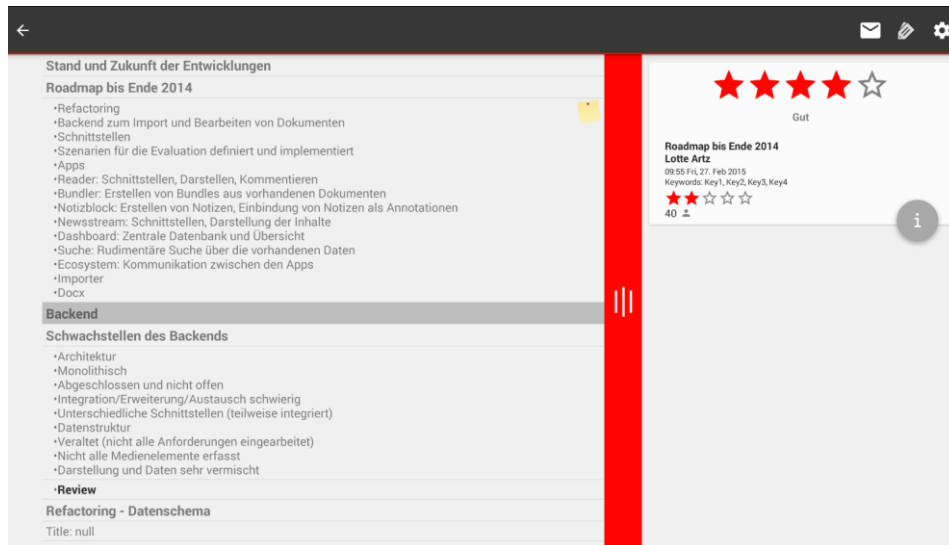 Stand und Zukunft der Entwicklungen
Roadmap bis Ende 2014
•Refactoring
•Backend zum Import und Bearbeiten von Dokumenten
•Schnittstellen
•Szenarien für die Evaluation definiert und implementiert
•Apps
•Reader: Schnittstellen, Darstellen, Kommentieren
•Bundler: Erstellen von Bundles aus vorhandenen Dokumenten
•Notizblock: Erstellen von Notizen, Einbindung von Notizen als Annotationen
•Newsstream: Schnittstellen, Darstellung der Inhalte
•Dashboard: Zentrale Datenbank und Übersicht
•Suche: Rudimentäre Suche über die vorhandenen Daten
•Ecosystem: Kommunikation zwischen den Apps
•Importer
•Docx
Backend
Schwachstellen des Backends
•Architektur
•Monolithisch
•Abgeschlossen und nicht offen
•Integration/Erweiterung/Austausch schwierig
•Unterschiedliche Schnittstellen (teilweise integriert)
•Datenstruktur
•Veraltet (nicht alle Anforderungen eingearbeitet)
•Nicht alle Medienelemente erfasst
•Darstellung und Daten sehr vermischt
•Review
Refactoring - Datenschema
Title: null
Gut
Roadmap bis Ende 2014
Lotte Artz
09:55 Fri, 27. Feb 2015
Keywords: Key1, Key2, Key3, Key4
40
i